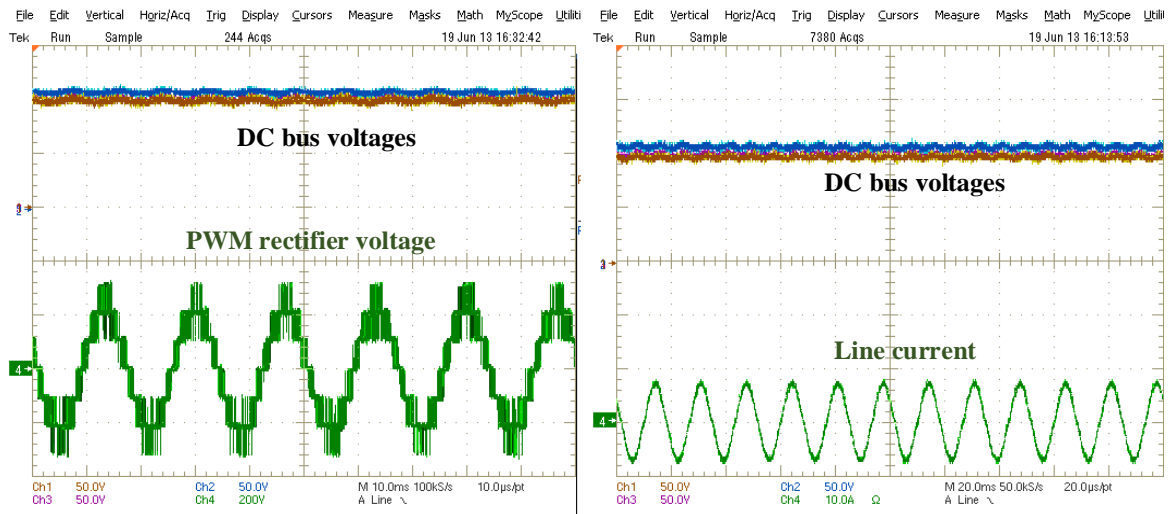 File Edit Vertical Horiz/Acq Trig Display Cursors Measure Masks Math MyScope Utiliti
Tek Run Sample 244 Acqs 19 Jun 13 16:32:42
DC bus voltages
PWM rectifier voltage
4
Ch1 50.0V Ch2 50.0V M 10.0ms 100kS/s 10.0µs/pt
Ch3 50.0V Ch4 200V A Line
File Edit Vertical Horiz/Acq Trig Display Cursors Measure Masks Math MyScope Utili
Tek Run Sample 7380 Acqs 19 Jun 13 16:13:53
DC bus voltages
Line current
4
Ch1 50.0V Ch2 50.0V M 20.0ms 50.0kS/s 20.0µs/pt
Ch3 50.0V Ch4 10.0A Ω A Line